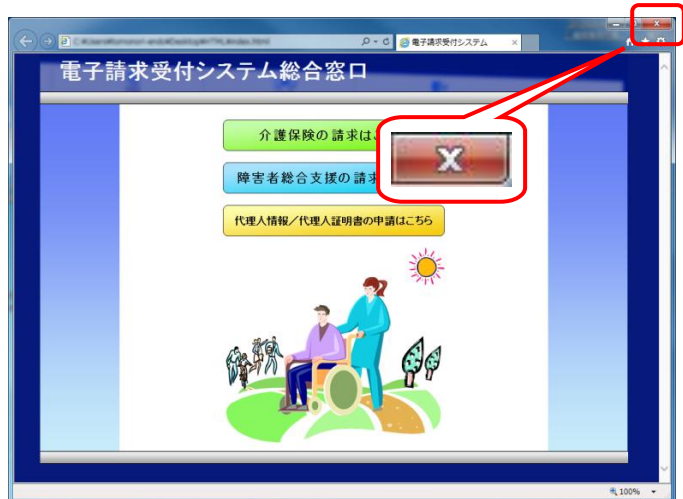 電子請求受付システム ×
電子請求受付システム総合窓口
介護保険の請求は
障害者総合支援の請求
X
代理人情報/代理人証明書の申請はこちら
100%